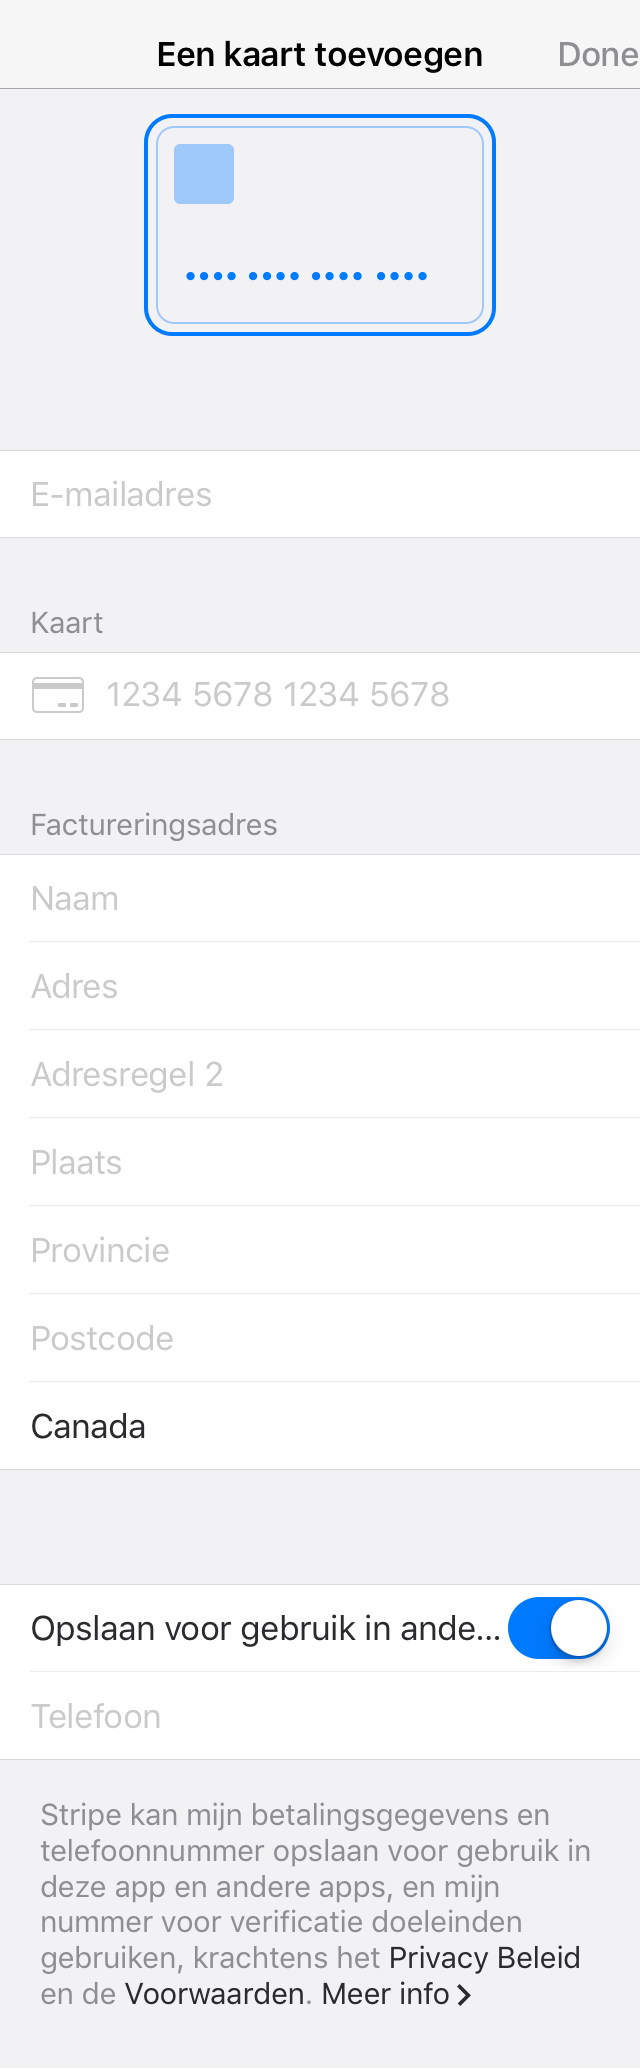 Een kaart toevoegen
Done
•••• •••• •••• ••••
E-mailadres
Kaart
1234 5678 1234 5678
Factureringsadres
Naam
Adres
Adresregel 2
Plaats
Provincie
Postcode
Canada
Opslaan voor gebruik in ande...
Telefoon
Stripe kan mijn betalingsgegevens en
telefoonnummer opslaan voor gebruik in
deze app en andere apps, en mijn
nummer voor verificatie doeleinden
gebruiken, krachtens het Privacy Beleid
en de Voorwaarden. Meer info